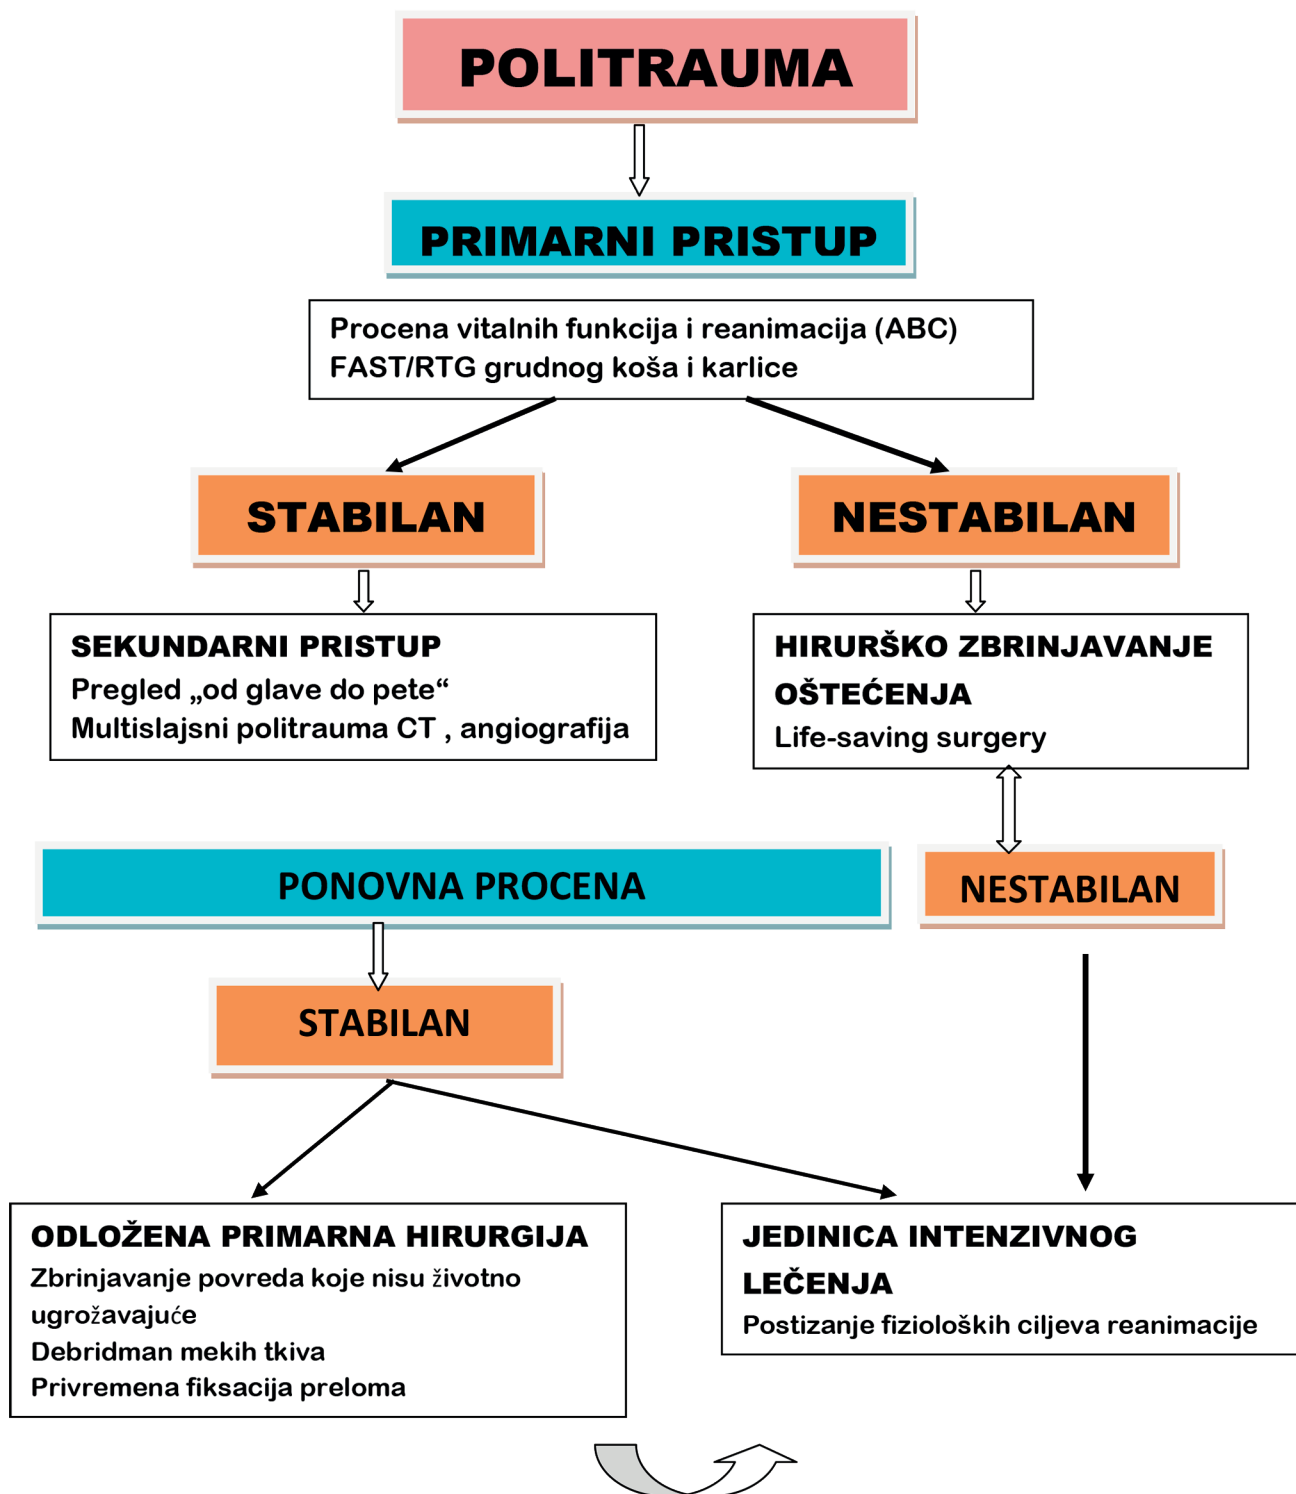 POLITRAUMA
PRIMARNI PRISTUP
Procena vitalnih funkcija i reanimacija (ABC)
FAST/RTG grudnog koša i karlice
STABILAN
NESTABILAN
SEKUNDARNI PRISTUP
Pregled „od glave do pete“
Multislajsni politrauma CT , angiografija
HIRURŠKO ZBRINJAVANJE
OŠTEĆENJA
Life-saving surgery
PONOVNA PROCENA
NESTABILAN
STABILAN
ODLOŽENA PRIMARNA HIRURGIJA
Zbrinjavanje povreda koje nisu životno
ugrožavajuće
Debridman mekih tkiva
Privremena fiksacija preloma
JEDINICA INTENZIVNOG
LEČENJA
Postizanje fizioloških ciljeva reanimacije